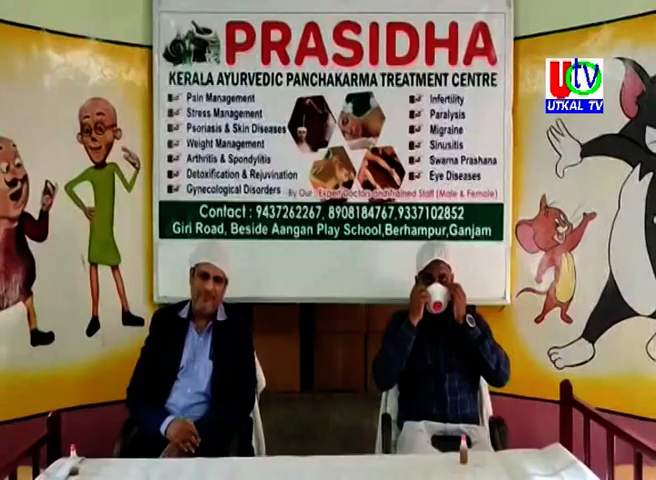 PRASIDHA
KERALA AYURVEDIC PANCHAKARMA TREATMENT CENTRE
Pain Management
Stress Management
Psoriasis & Skin Diseases
Weight Management
Arthritis & Spondylitis
Detoxification & Rejuvination
Gynecological Disorders
Infertility
Paralysis
Migraine
Sinusitis
Swarna Prashana
Eye Diseases
By Our Expert Doctors and Trained Staff (Male & Female)
Contact : 9437262267, 8908184767,9337102852
Giri Road, Beside Aangan Play School,Berhampur,Ganjam
U tv
UTKAL TV